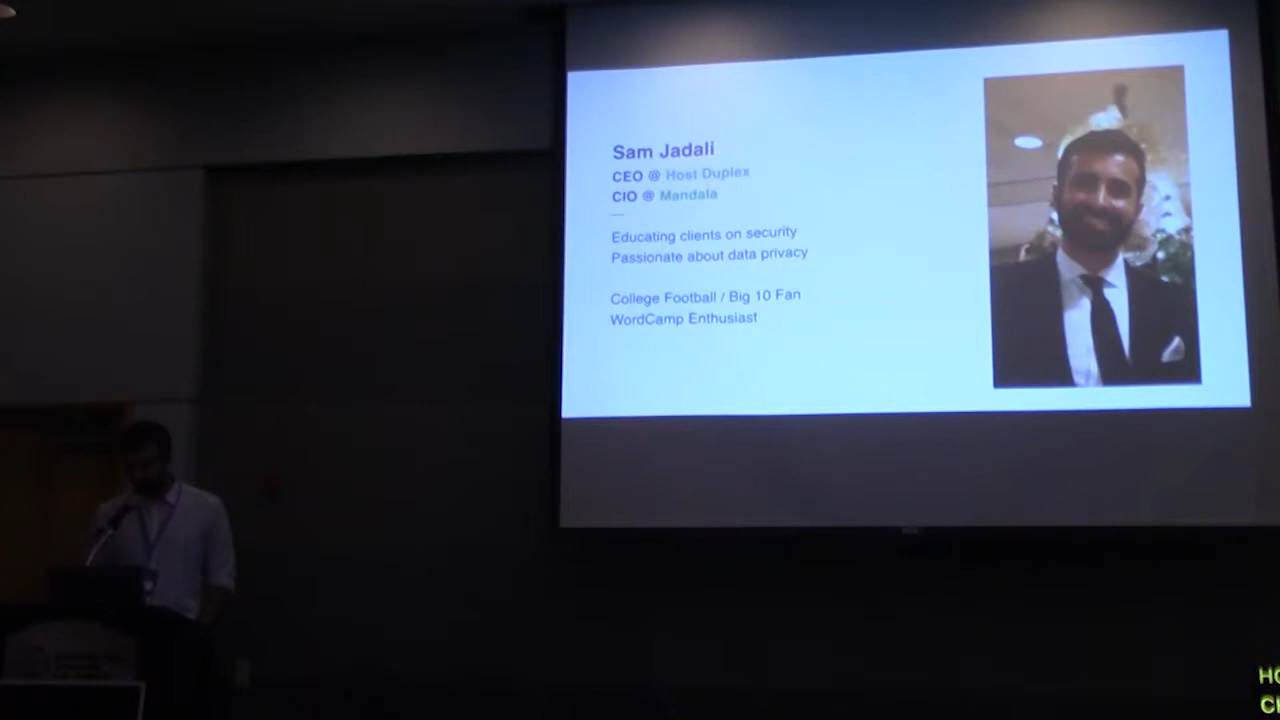 Sam Jadali
CEO @ Host Duplex
CIO @ Mandala
Educating clients on security
Passionate about data privacy
College Football / Big 10 Fan
WordCamp Enthusiast